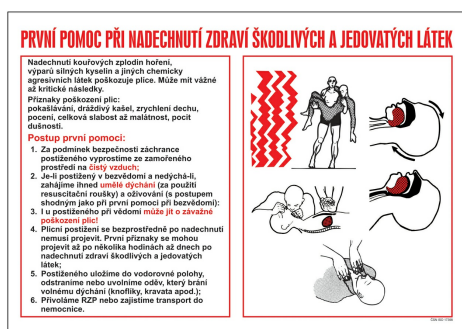 PRVNÍ POMOC PŘI NADECHNUTÍ ZDRAVÍ ŠKODLIVÝCH A JEDOVATÝCH LÁTEK
Nadechnutí kouřových zplodin hoření,
výparů silných kyselin a jiných chemicky
agresivních látek poškozuje plíce. Může mít vážné
až kritické následky.
Příznaky poškození plic:
pokašlávání, dráždivý kašel, zrychlení dechu,
pocení, celková slabost až malátnost, pocit
dušnosti.
Postup první pomoci:
1. Za podmínek bezpečnosti záchrance
postiženého vyprostíme ze zamořeného
prostředí na čistý vzduch;
2. Je-li postižený v bezvědomí a nedýchá-li,
zahájíme ihned umělé dýchání (za použití
resuscitační roušky) a oživování (s postupem
shodným jako při první pomoci při bezvědomí);
3. I u postiženého při vědomí může jít o závažné
poškození plic!
4. Plicní postižení se bezprostředně po nadechnutí
nemusí projevit. První příznaky se mohou
projevit až po několika hodinách až dnech po
nadechnutí zdraví škodlivých a jedovatých
látek;
5. Postiženého uložíme do vodorovné polohy,
odstraníme nebo uvolníme oděv, který brání
volnému dýchání (knoflíky, kravata apod.);
6. Přivoláme RZP nebo zajistíme transport do
nemocnice.